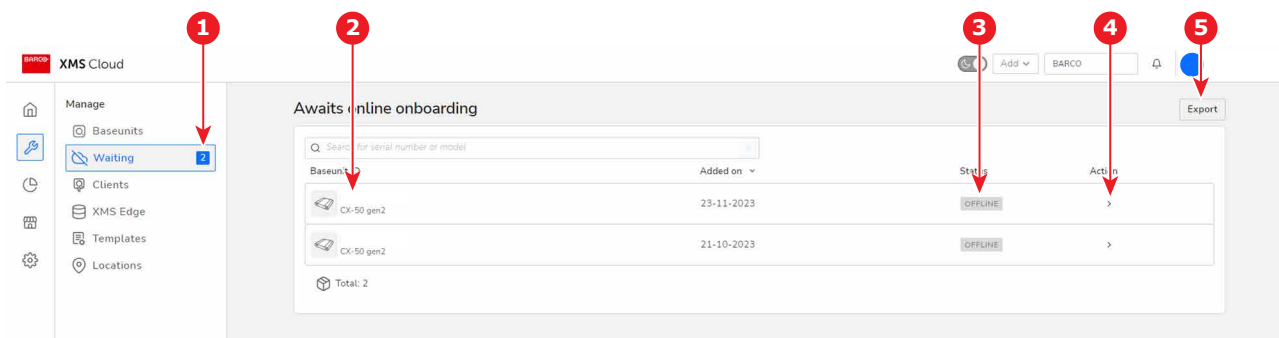 1 2 3 4 5
BARCO XMS Cloud Add BARCO
Manage Awaits online onboarding Export
Baseunits
Waiting 2 Search for serial number or model
Clients Baseunit ID Added on Status Action
XMS Edge CX-50 gen2 23-11-2023 OFFLINE
Templates
Locations CX-50 gen2 21-10-2023 OFFLINE
Total: 2